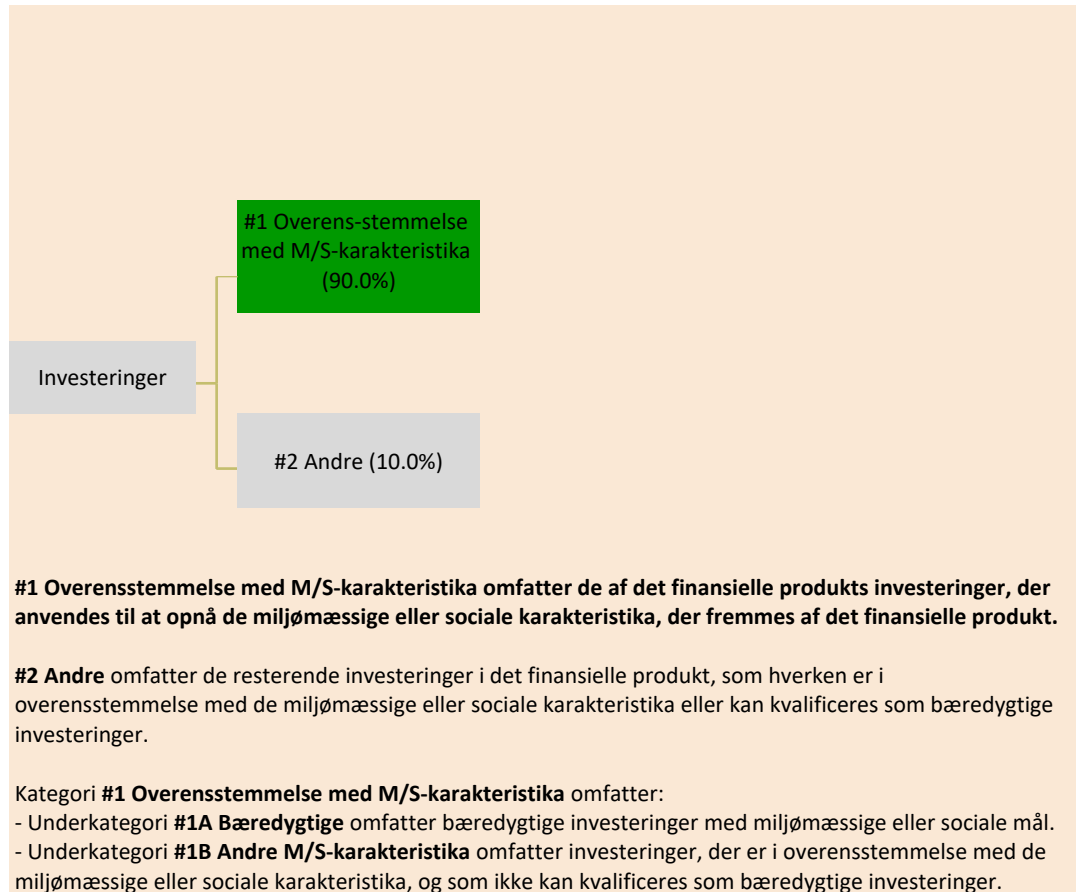 #1 Overens-stemmelse
med M/S-karakteristika
(90.0%)
Investeringer
#2 Andre (10.0%)
#1 Overensstemmelse med M/S-karakteristika omfatter de af det finansielle produkts investeringer, der
anvendes til at opnå de miljømæssige eller sociale karakteristika, der fremmes af det finansielle produkt.
#2 Andre omfatter de resterende investeringer i det finansielle produkt, som hverken er i
overensstemmelse med de miljømæssige eller sociale karakteristika eller kan kvalificeres som bæredygtige
investeringer.
Kategori #1 Overensstemmelse med M/S-karakteristika omfatter:
- Underkategori #1A Bæredygtige omfatter bæredygtige investeringer med miljømæssige eller sociale mål.
- Underkategori #1B Andre M/S-karakteristika omfatter investeringer, der er i overensstemmelse med de
miljømæssige eller sociale karakteristika, og som ikke kan kvalificeres som bæredygtige investeringer.